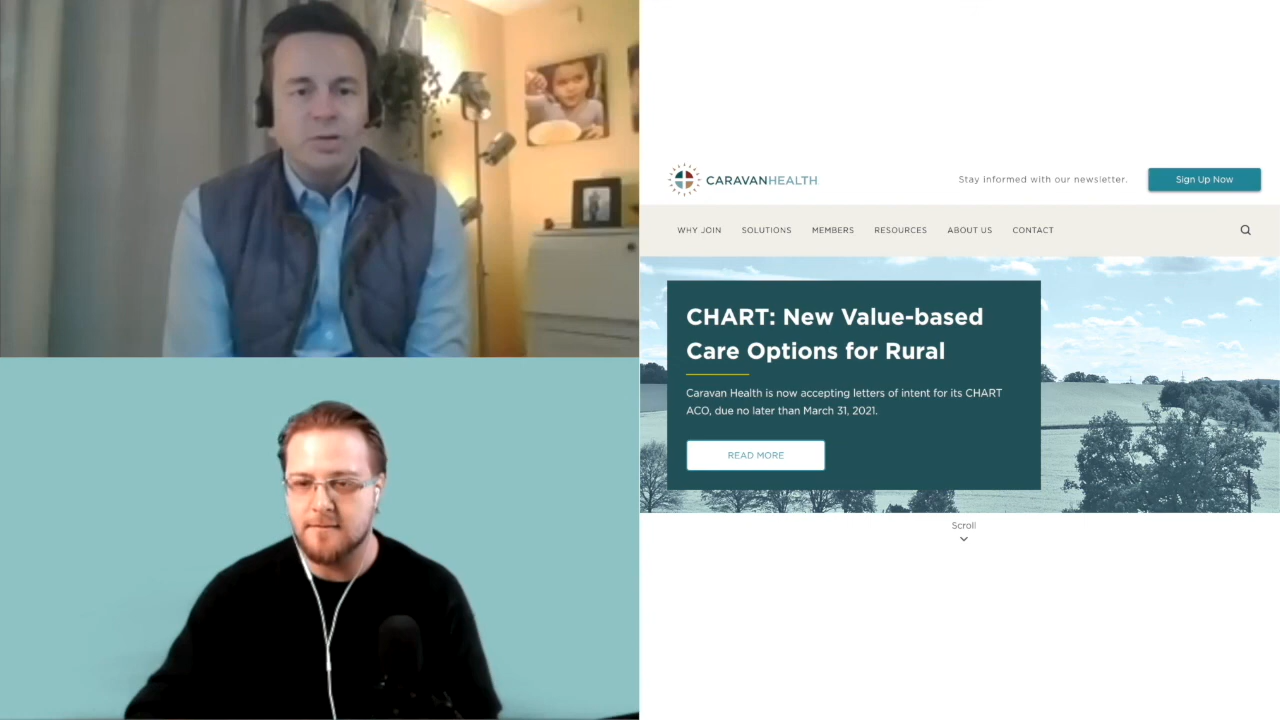 CARAVANHEALTH
Stay informed with our newsletter.
Sign Up Now
WHY JOIN
SOLUTIONS
MEMBERS
RESOURCES
ABOUT US
CONTACT
CHART: New Value-based
Care Options for Rural
Caravan Health is now accepting letters of intent for its CHART
ACO, due no later than March 31, 2021.
READ MORE
Scroll